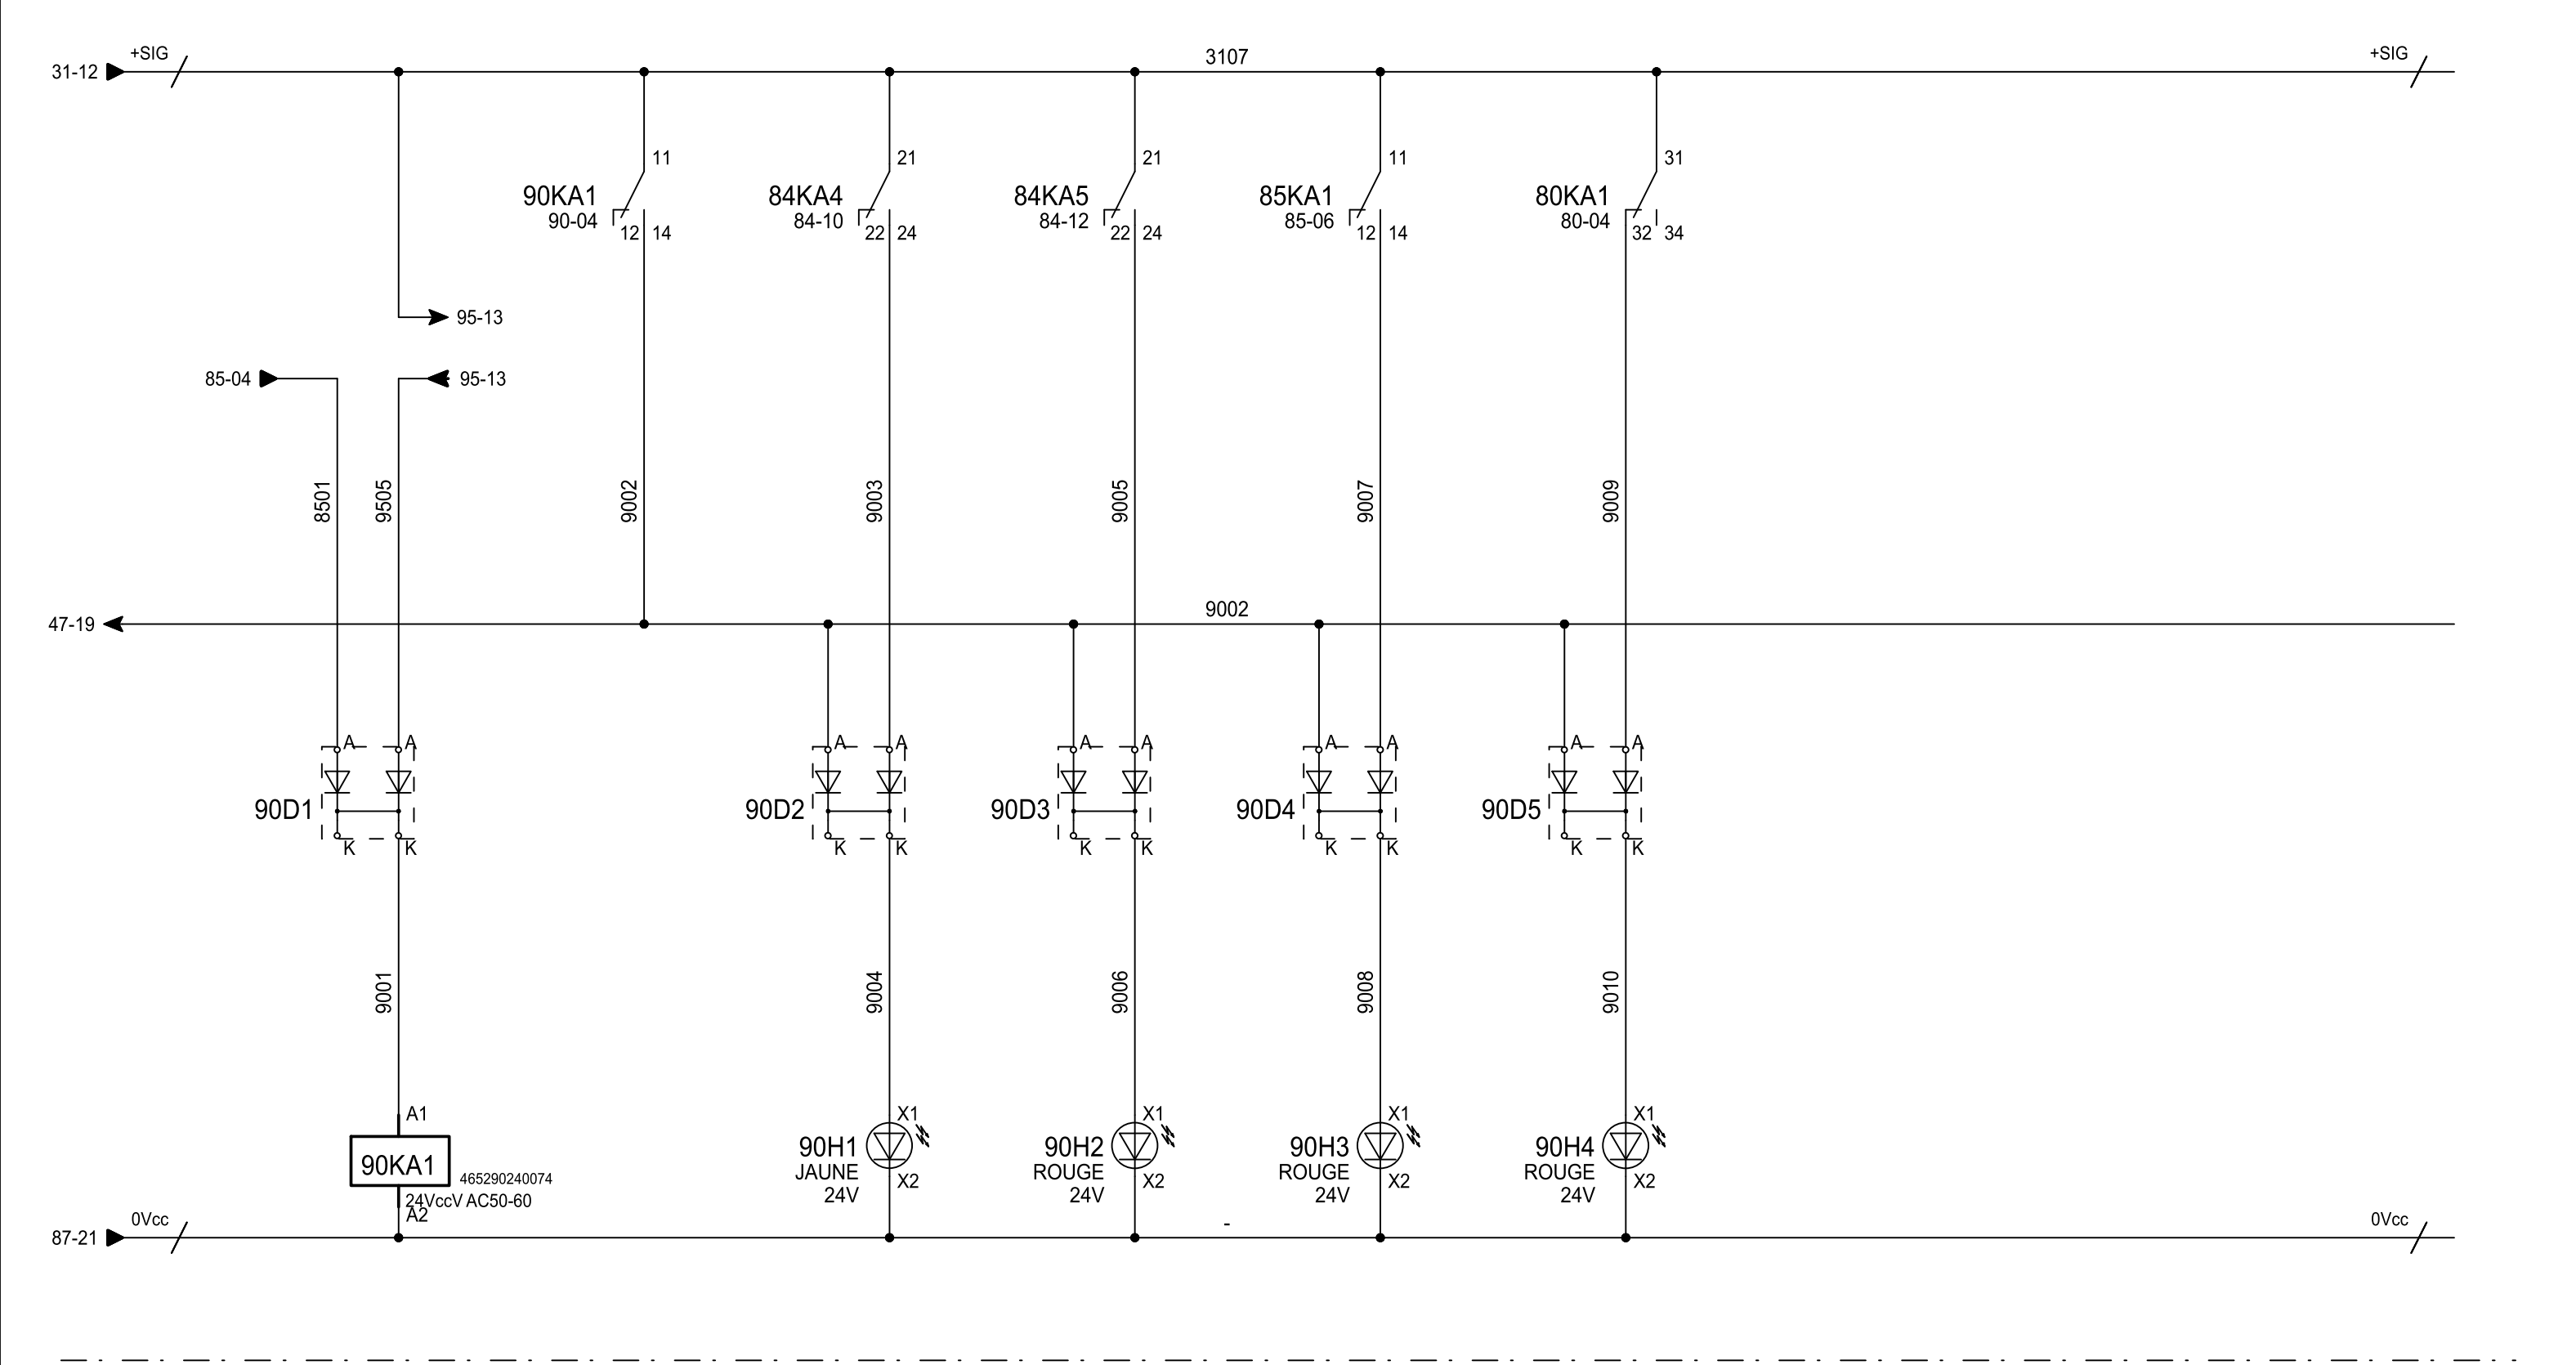 +SIG 3107 +SIG
31-12
11 21 21 11 31
90KA1 84KA4 84KA5 85KA1 80KA1
90-04 84-10 84-12 85-06 80-04
12 14 22 24 22 24 12 14 32 34
95-13
85-04 95-13
8501 9505 9002 9003 9005 9007 9009
9002
47-19
A A A A A A A A A A
90D1 90D2 90D3 90D4 90D5
K K K K K K K K K K
9001 9004 9006 9008 9010
A1 X1 X1 X1 X1
90KA1 90H1 90H2 90H3 90H4
465290240074 JAUNE ROUGE ROUGE ROUGE
X2 X2 X2 X2
24VccV AC50-60 24V 24V 24V 24V
A2
0Vcc - 0Vcc
87-21